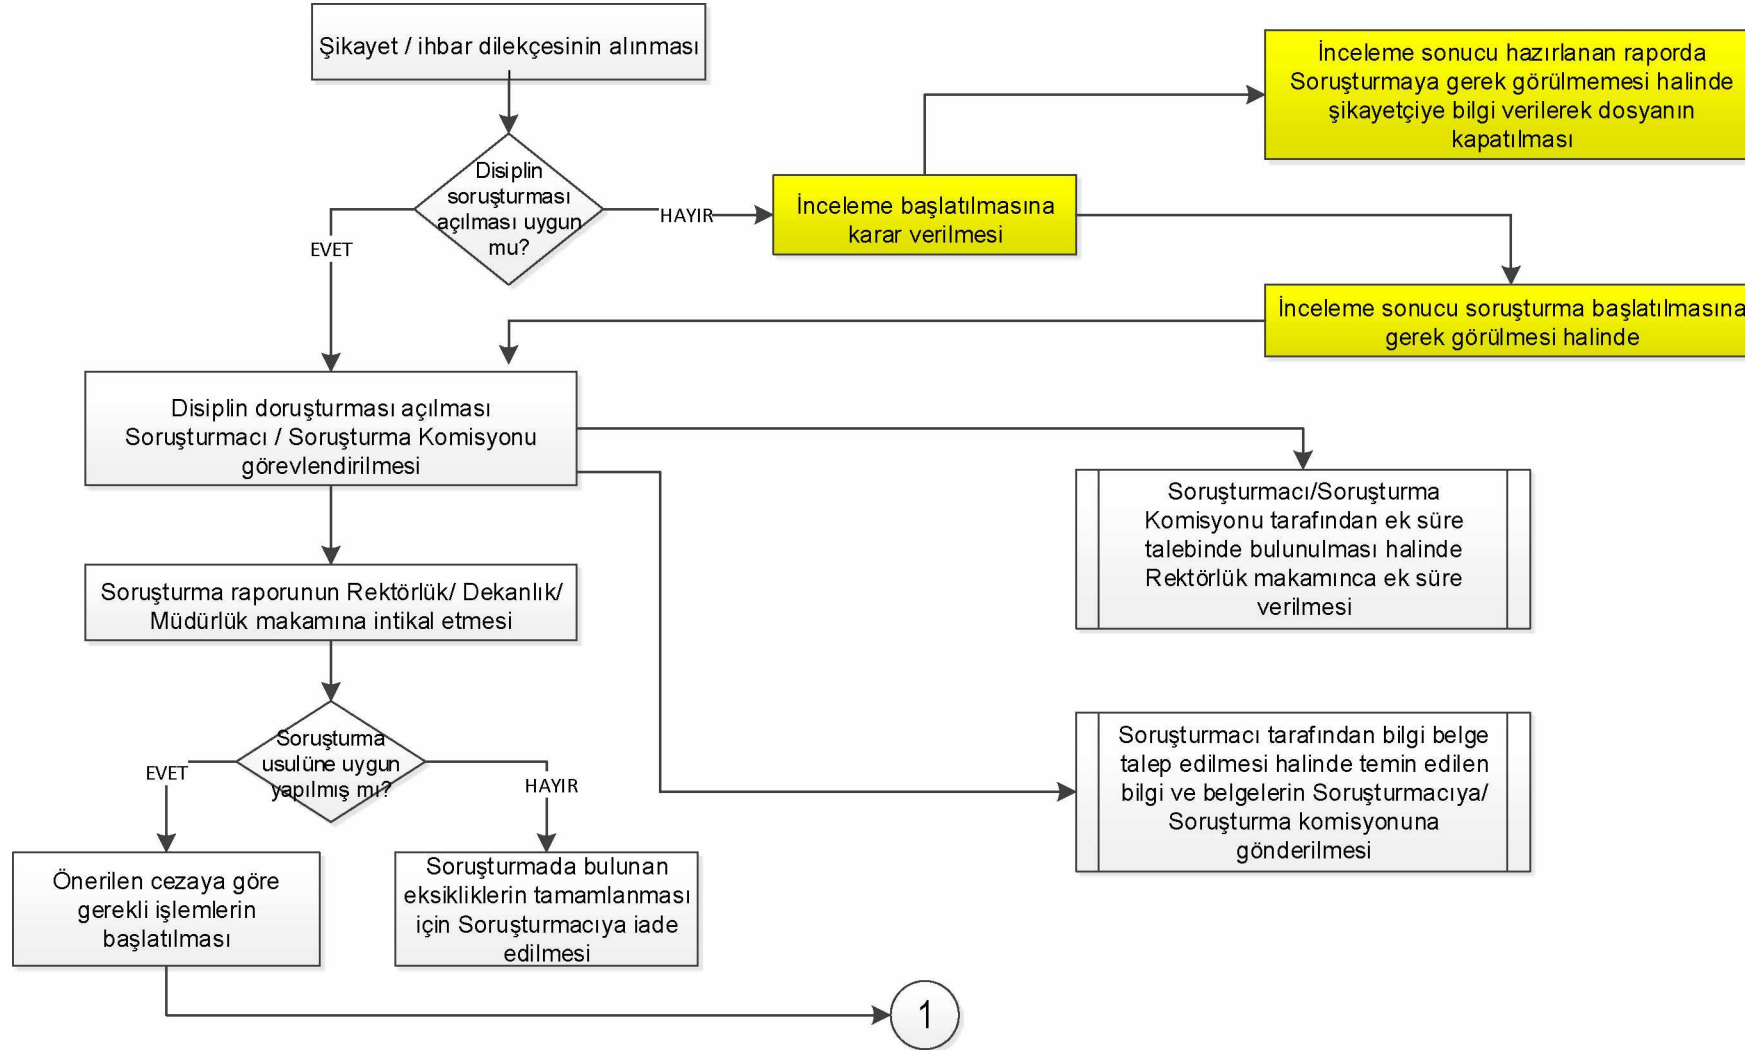 Şikayet / ihbar dilekçesinin alınması
İnceleme sonucu hazırlanan raporda
Soruşturmaya gerek görülmemesi halinde
şikayetçiye bilgi verilerek dosyanın
kapatılması
Disiplin
soruşturması
açılması uygun
mu?
EVET
HAYIR
İnceleme başlatılmasına
karar verilmesi
İnceleme sonucu soruşturma başlatılmasına
gerek görülmesi halinde
Disiplin doruşturması açılması
Soruşturmacı / Soruşturma Komisyonu
görevlendirilmesi
Soruşturmacı/Soruşturma
Komisyonu tarafından ek süre
talebinde bulunulması halinde
Rektörlük makamınca ek süre
verilmesi
Soruşturma raporunun Rektörlük/ Dekanlık/
Müdürlük makamına intikal etmesi
Soruşturma
usulüne uygun
yapılmış mı?
EVET
HAYIR
Soruşturmacı tarafından bilgi belge
talep edilmesi halinde temin edilen
bilgi ve belgelerin Soruşturmacıya/
Soruşturma komisyonuna
gönderilmesi
Önerilen cezaya göre
gerekli işlemlerin
başlatılması
Soruşturmada bulunan
eksikliklerin tamamlanması
için Soruşturmacıya iade
edilmesi
1